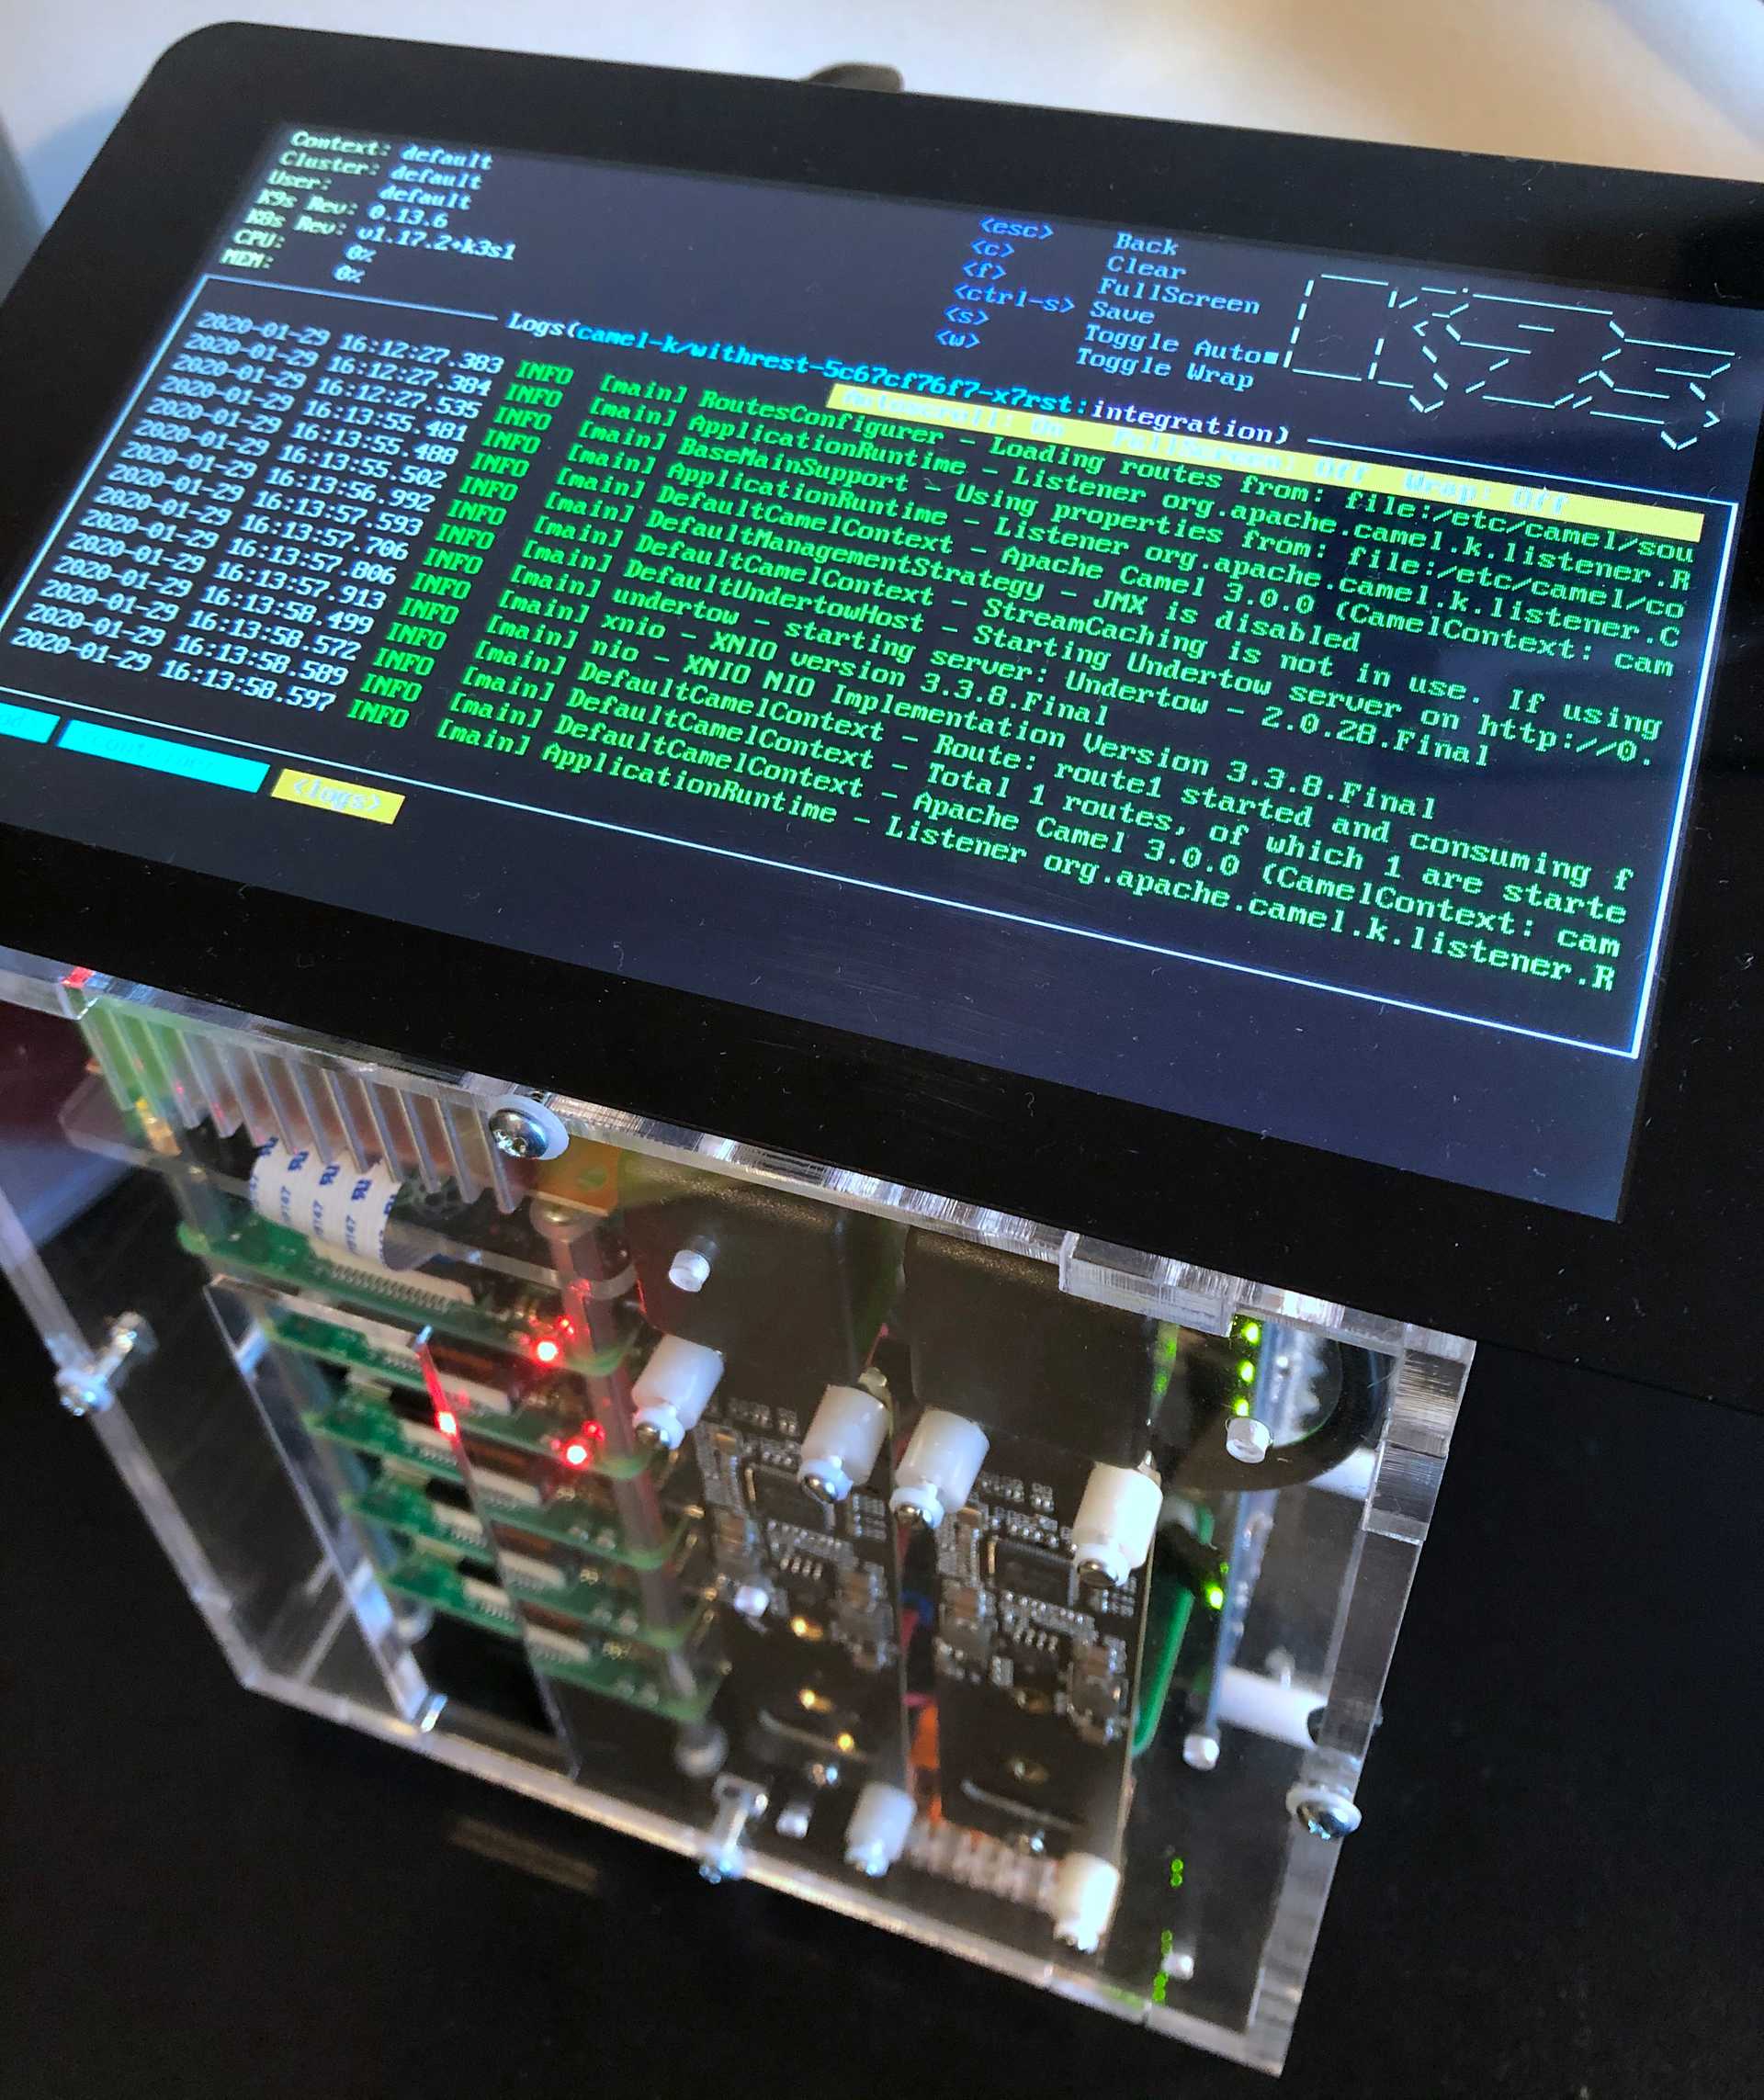 Context: default
Cluster: default
User: default
K9s Rev: 0.13.6
K8s Rev: v1.17.2+k3s1
CPU: 0%
MEM: 0%
<esc> Back
<c> Clear
<f> FullScreen
<ctrl-s> Save
<s> Toggle Auto
<w> Toggle Wrap
Logs(camel-k/withrest-5c67cf76f7-x7rst:integration)
Autoscroll: On FullScreen: Off Wrap: Off
2020-01-29 16:12:27.383 INFO [main] RoutesConfigurer - Loading routes from: file:/etc/camel/sou
2020-01-29 16:12:27.384 INFO [main] ApplicationRuntime - Listener org.apache.camel.k.listener.R
2020-01-29 16:12:27.535 INFO [main] BaseMainSupport - Using properties from: file:/etc/camel/co
2020-01-29 16:13:55.481 INFO [main] ApplicationRuntime - Listener org.apache.camel.k.listener.C
2020-01-29 16:13:55.488 INFO [main] DefaultCamelContext - Apache Camel 3.0.0 (CamelContext: cam
2020-01-29 16:13:55.502 INFO [main] DefaultManagementStrategy - JMX is disabled
2020-01-29 16:13:56.992 INFO [main] DefaultCamelContext - StreamCaching is not in use. If using
2020-01-29 16:13:57.593 INFO [main] DefaultUndertowHost - Starting Undertow server on http://0.
2020-01-29 16:13:57.706 INFO [main] undertow - starting server: Undertow - 2.0.28.Final
2020-01-29 16:13:57.806 INFO [main] xnio - XNIO version 3.3.8.Final
2020-01-29 16:13:57.913 INFO [main] nio - XNIO NIO Implementation Version 3.3.8.Final
2020-01-29 16:13:58.499 INFO [main] DefaultCamelContext - Route: route1 started and consuming f
2020-01-29 16:13:58.572 INFO [main] DefaultCamelContext - Total 1 routes, of which 1 are starte
2020-01-29 16:13:58.589 INFO [main] DefaultCamelContext - Apache Camel 3.0.0 (CamelContext: cam
2020-01-29 16:13:58.597 INFO [main] ApplicationRuntime - Listener org.apache.camel.k.listener.R
<logs>